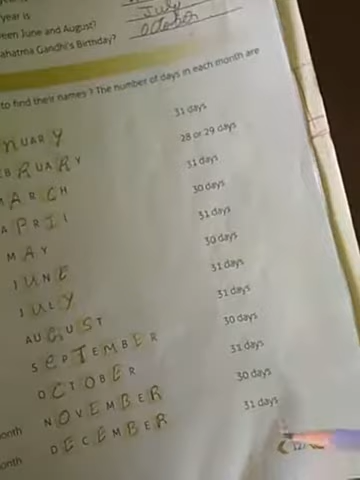 year is
July
een June and August?
October
ahatma Gandhi's Birthday?
to find their names ? The number of days in each month are
NUARY 31 days
BRUARY 28 or 29 days
ARCH 31 days
APRIL 30 days
MAY 31 days
JUNE 30 days
JULY 31 days
AUGUST 31 days
SEPTEMBER 30 days
OCTOBER 31 days
onth NOVEMBER 30 days
onth DECEMBER 31 days